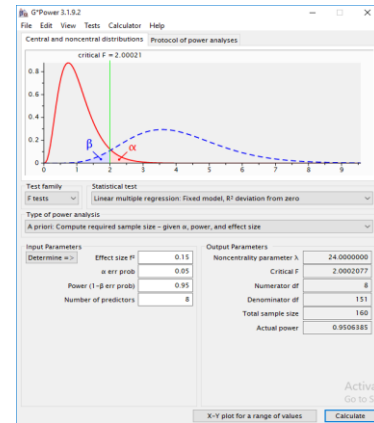 G*Power 3.1.9.2
File Edit View Tests Calculator Help
Central and noncentral distributions Protocol of power analyses
critical F = 2.00021
0.8
0.6
0.4
0.2
0
β
α
0 1 2 3 4 5 6 7 8 9
Test family Statistical test
F tests Linear multiple regression: Fixed model, R² deviation from zero
Type of power analysis
A priori: Compute required sample size – given α, power, and effect size
Input Parameters Output Parameters
Determine => Effect size f² 0.15 Noncentrality parameter λ 24.0000000
α err prob 0.05 Critical F 2.0002077
Power (1-β err prob) 0.95 Numerator df 8
Number of predictors 8 Denominator df 151
Total sample size 160
Actual power 0.9506385
Activa
Go to S
X-Y plot for a range of values Calculate